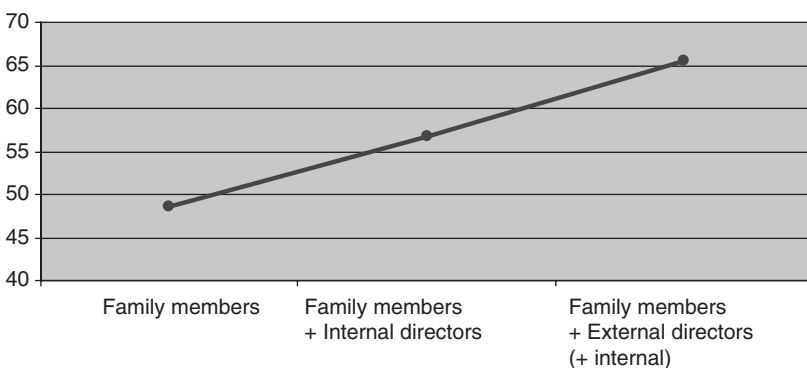 70
65
60
55
50
45
40
Family members
Family members
+ Internal directors
Family members
+ External directors
(+ internal)